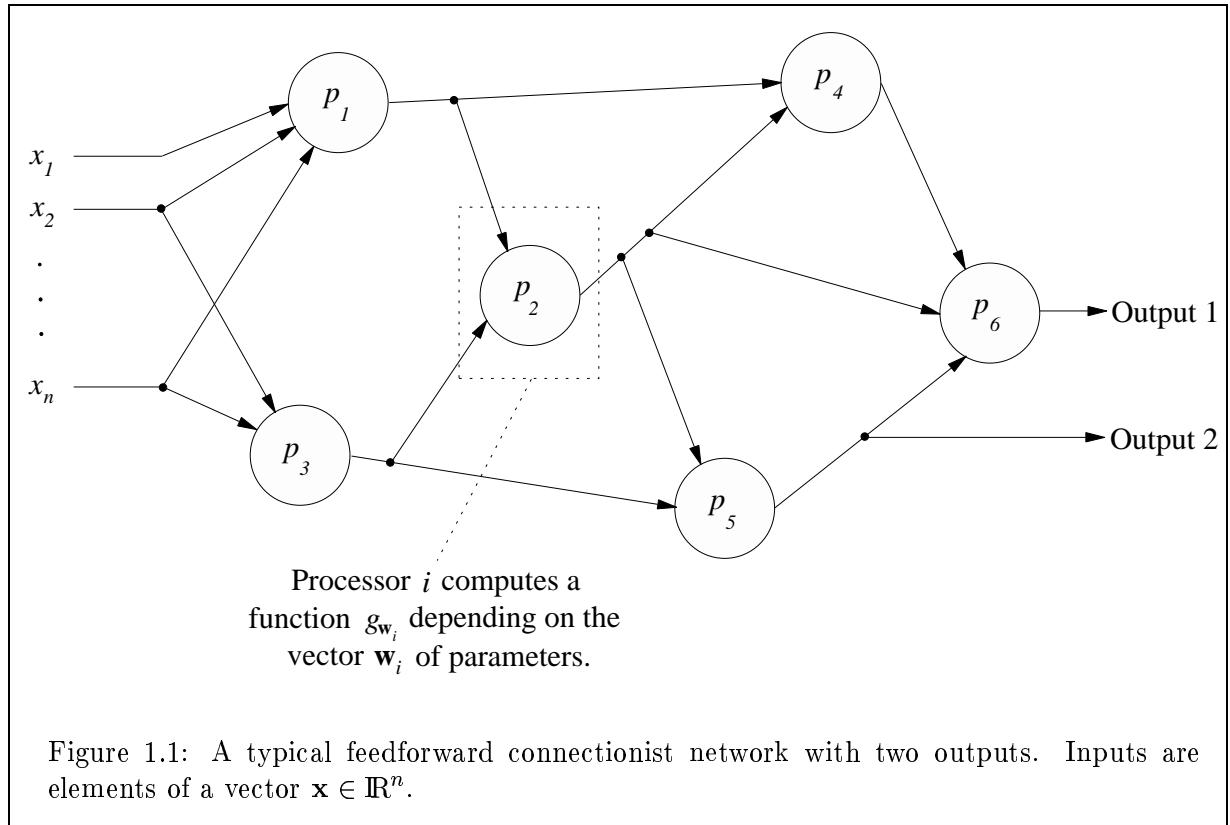 p1
p4
x1
x2
.
.
.
p2
p6
Output 1
xn
Output 2
p3
p5
Processor i computes a
function g_w_i depending on the
vector w_i of parameters.
Figure 1.1: A typical feedforward connectionist network with two outputs. Inputs are
elements of a vector x ∈ ℝⁿ.